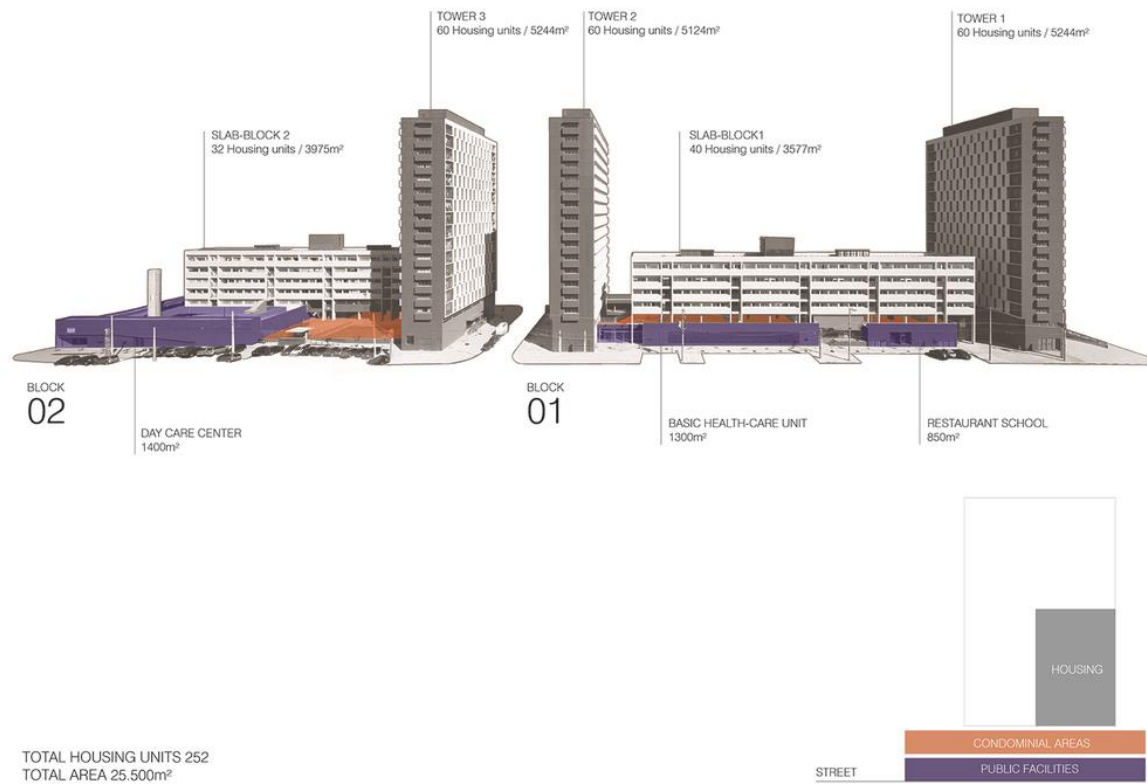 TOWER 3
60 Housing units / 5244m²
TOWER 2
60 Housing units / 5124m²
TOWER 1
60 Housing units / 5244m²
SLAB-BLOCK 2
32 Housing units / 3975m²
SLAB-BLOCK1
40 Housing units / 3577m²
BLOCK
02
DAY CARE CENTER
1400m²
BLOCK
01
BASIC HEALTH-CARE UNIT
1300m²
RESTAURANT SCHOOL
850m²
HOUSING
CONDOMINIAL AREAS
PUBLIC FACILITIES
STREET
TOTAL HOUSING UNITS 252
TOTAL AREA 25.500m²